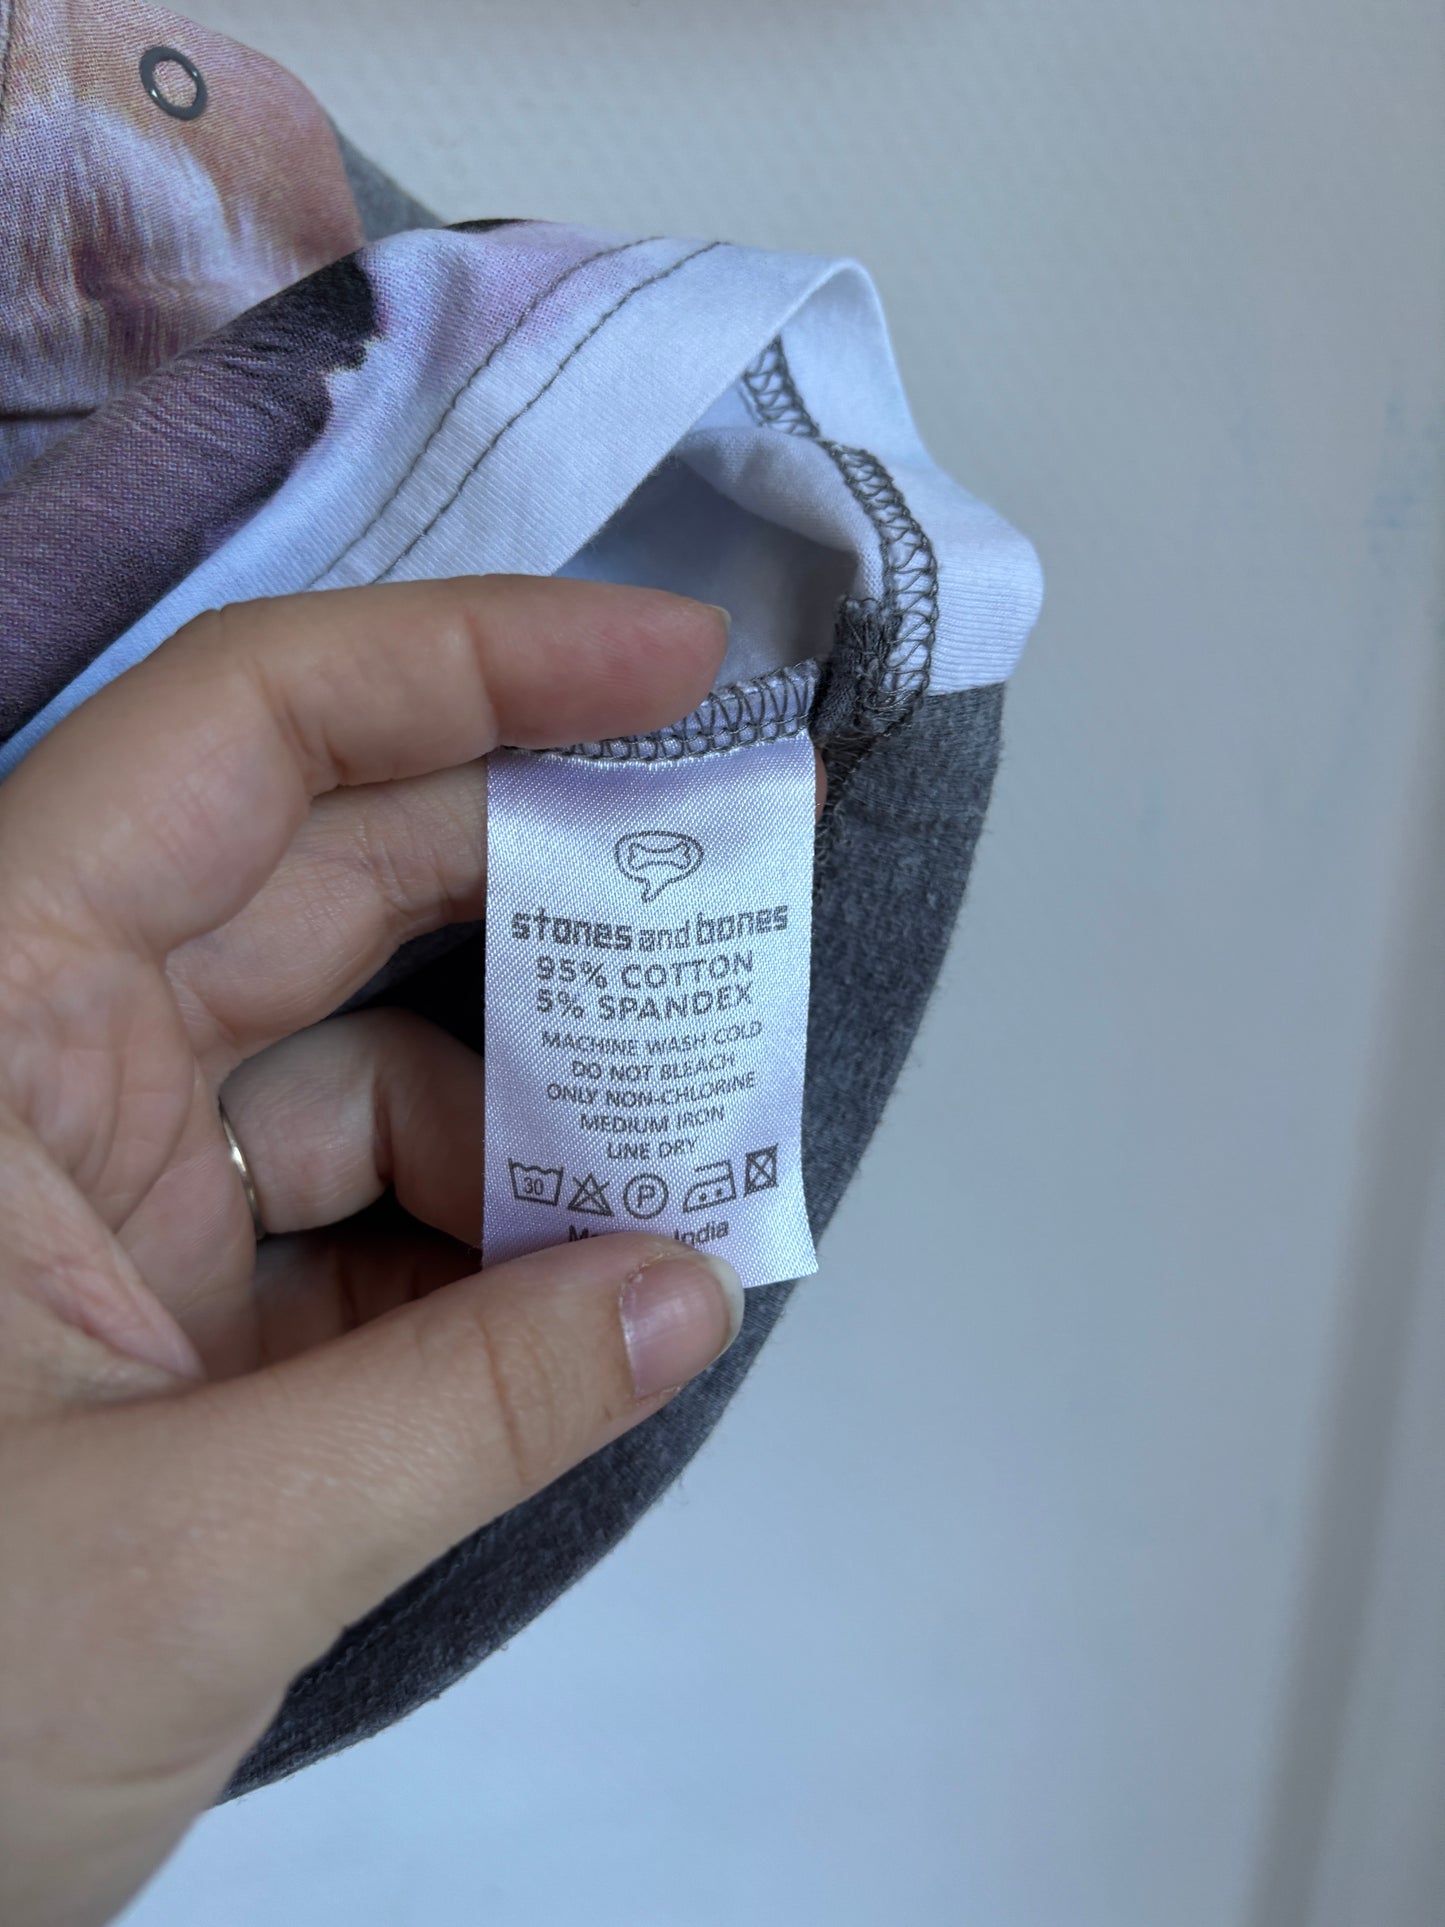 stones and bones
95% COTTON
5% SPANDEX
MACHINE WASH COLD
DO NOT BLEACH
ONLY NON-CHLORINE
MEDIUM IRON
LINE DRY
30 P
India